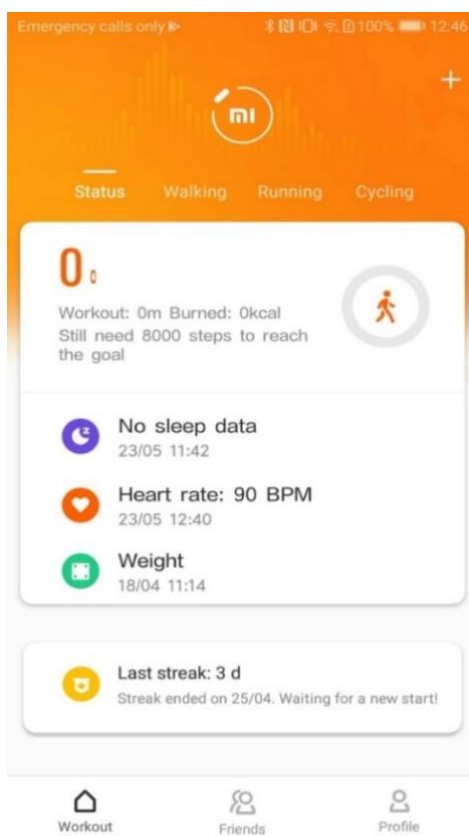 Emergency calls only 100% 12:46
mi
+
Status Walking Running Cycling
0 0
Workout: 0m Burned: 0kcal
Still need 8000 steps to reach
the goal
No sleep data
23/05 11:42
Heart rate: 90 BPM
23/05 12:40
Weight
18/04 11:14
Last streak: 3 d
Streak ended on 25/04. Waiting for a new start!
Workout Friends Profile